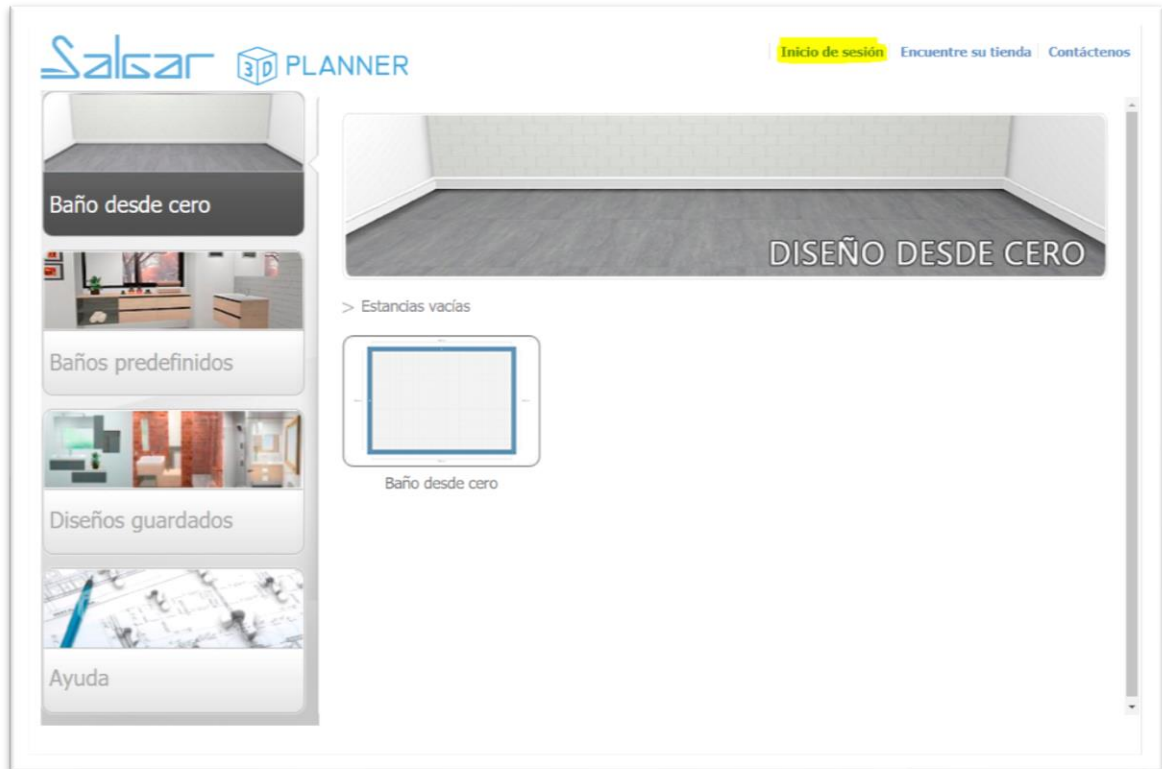 Salgar 3D PLANNER
Inicio de sesión Encuentre su tienda Contáctenos
Baño desde cero
Baños predefinidos
Diseños guardados
Ayuda
DISEÑO DESDE CERO
> Estancias vacías
Baño desde cero